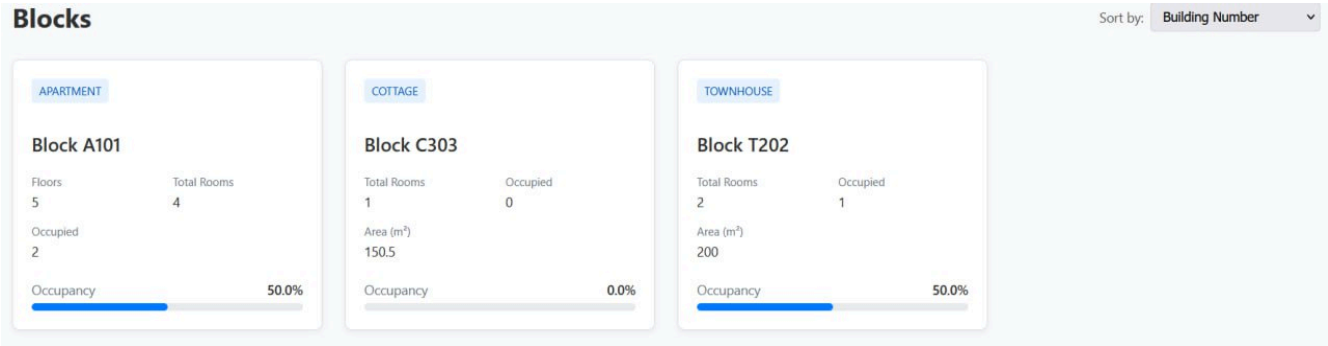 Blocks
Sort by: Building Number
APARTMENT
Block A101
Floors Total Rooms
5 4
Occupied
2
Occupancy 50.0%
COTTAGE
Block C303
Total Rooms Occupied
1 0
Area (m²)
150.5
Occupancy 0.0%
TOWNHOUSE
Block T202
Total Rooms Occupied
2 1
Area (m²)
200
Occupancy 50.0%